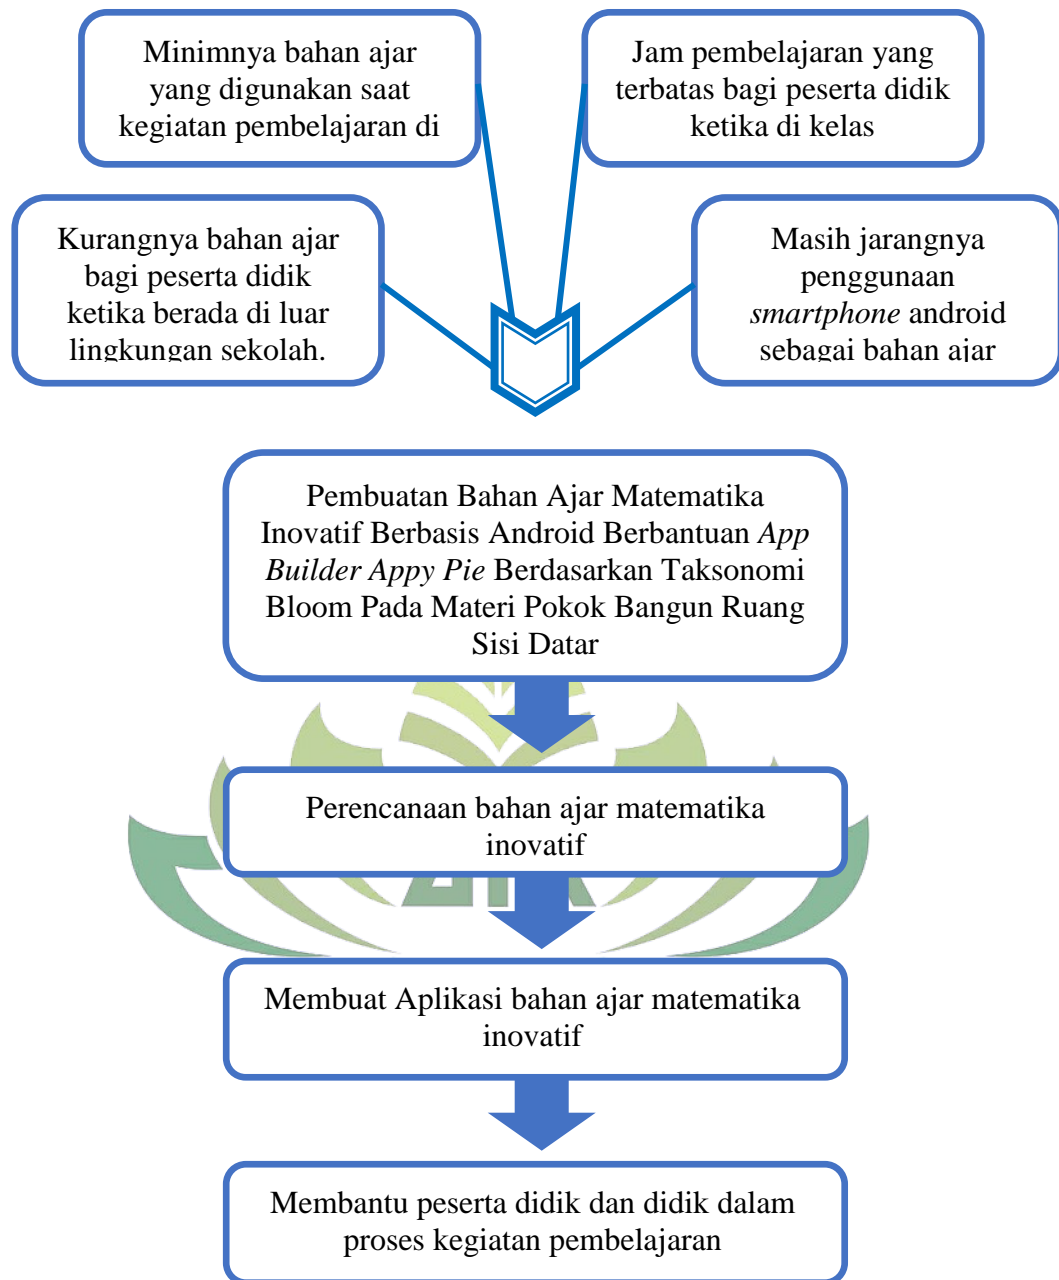 Minimnya bahan ajar
yang digunakan saat
kegiatan pembelajaran di
Jam pembelajaran yang
terbatas bagi peserta didik
ketika di kelas
Kurangnya bahan ajar
bagi peserta didik
ketika berada di luar
lingkungan sekolah.
Masih jarangnya
penggunaan
smartphone android
sebagai bahan ajar
Pembuatan Bahan Ajar Matematika
Inovatif Berbasis Android Berbantuan App
Builder Appy Pie Berdasarkan Taksonomi
Bloom Pada Materi Pokok Bangun Ruang
Sisi Datar
Perencanaan bahan ajar matematika
inovatif
Membuat Aplikasi bahan ajar matematika
inovatif
Membantu peserta didik dan didik dalam
proses kegiatan pembelajaran